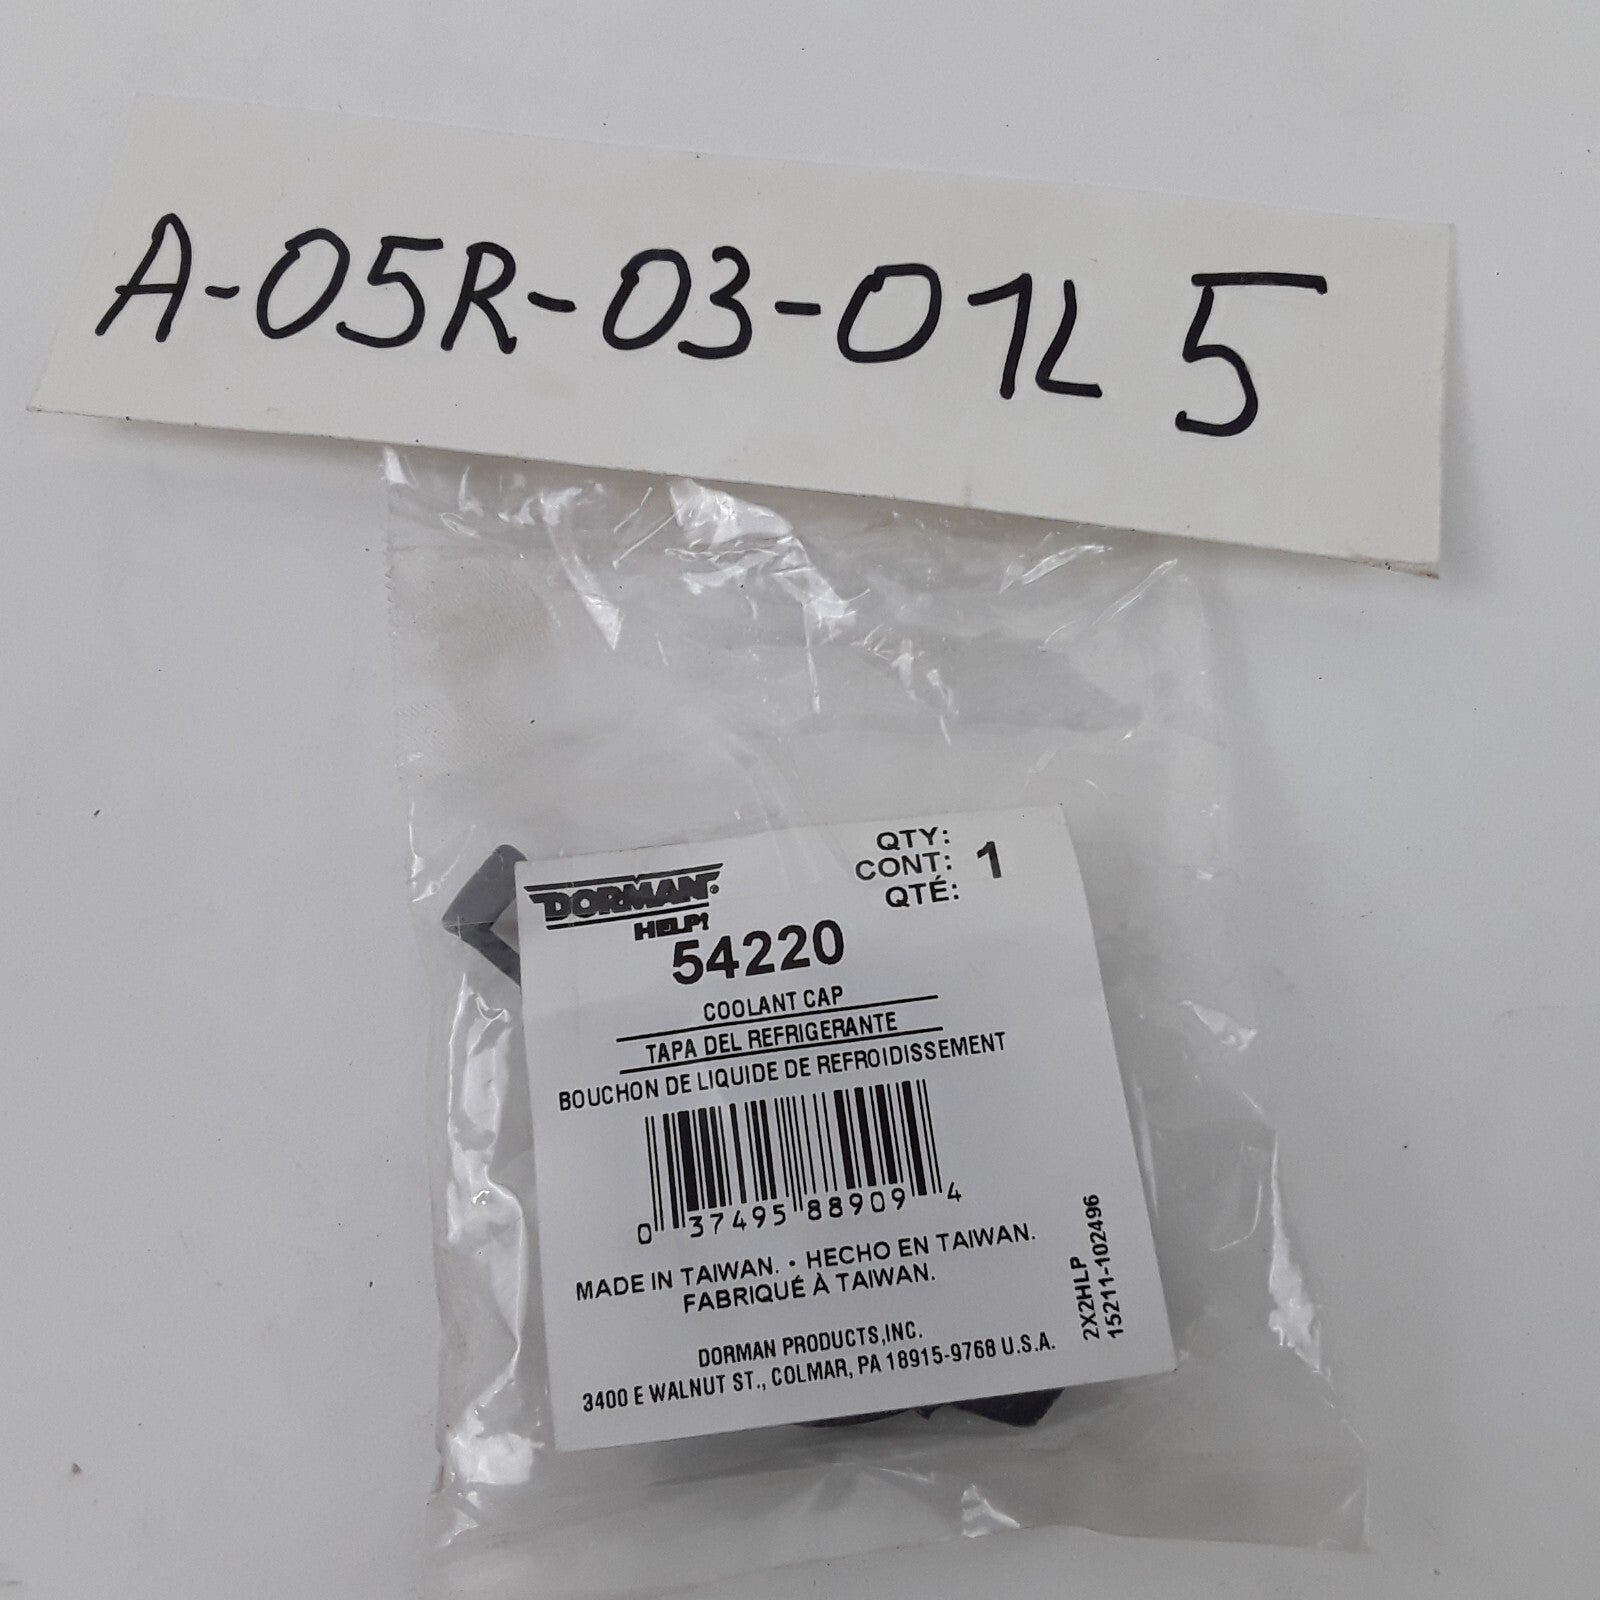 A-05R-03-01L 5
DORMAN®
HELP!
QTY:
CONT: 1
QTÉ:
54220
COOLANT CAP
TAPA DEL REFRIGERANTE
BOUCHON DE LIQUIDE DE REFROIDISSEMENT
0 37495 88909 4
MADE IN TAIWAN. • HECHO EN TAIWAN.
FABRIQUÉ À TAIWAN.
DORMAN PRODUCTS,INC.
3400 E WALNUT ST., COLMAR, PA 18915-9768 U.S.A.
2X2HLP
15211-102496